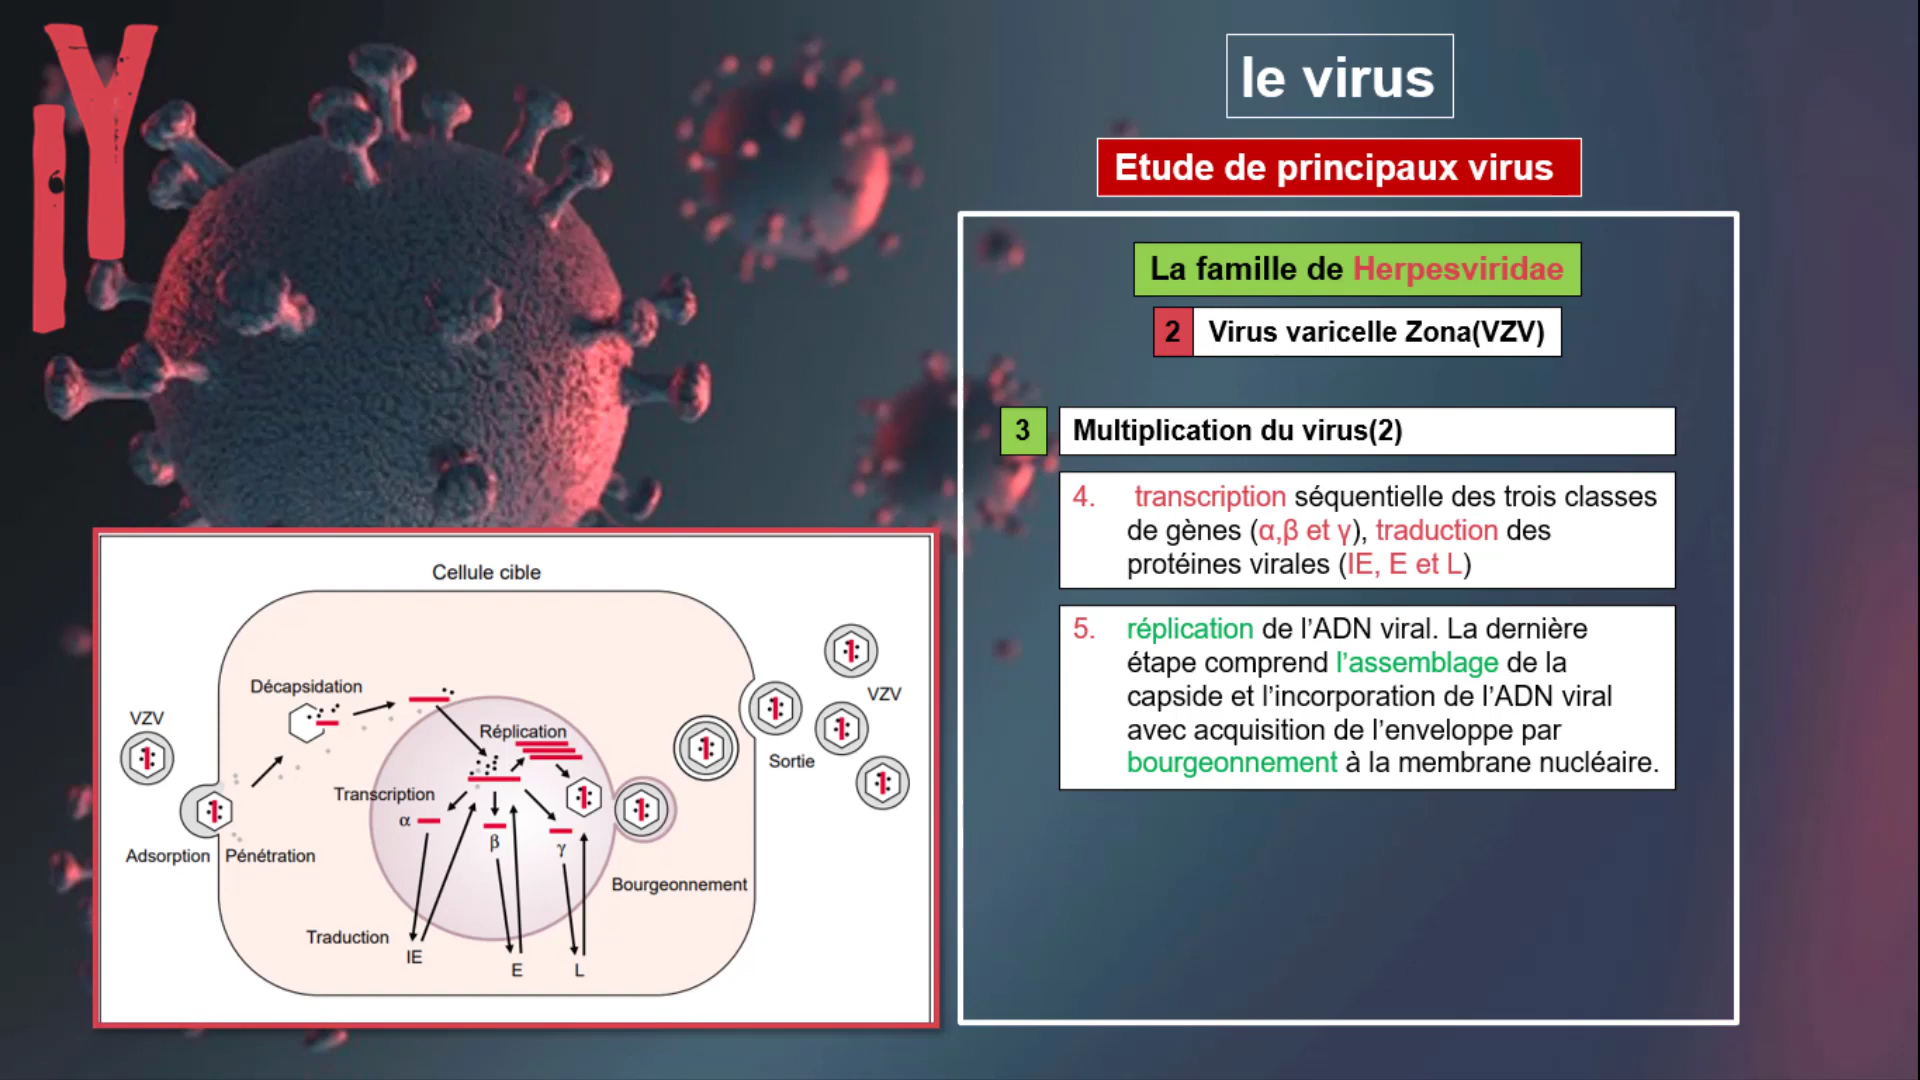 le virus
Etude de principaux virus
La famille de Herpesviridae
2 Virus varicelle Zona(VZV)
3 Multiplication du virus(2)
4. transcription séquentielle des trois classes
de gènes (α,β et γ), traduction des
protéines virales (IE, E et L)
5. réplication de l'ADN viral. La dernière
étape comprend l'assemblage de la
capside et l'incorporation de l'ADN viral
avec acquisition de l'enveloppe par
bourgeonnement à la membrane nucléaire.
Cellule cible
Décapsidation
VZV
VZV
Réplication
Sortie
Transcription
α
β
γ
Adsorption
Pénétration
Bourgeonnement
Traduction
IE
E
L